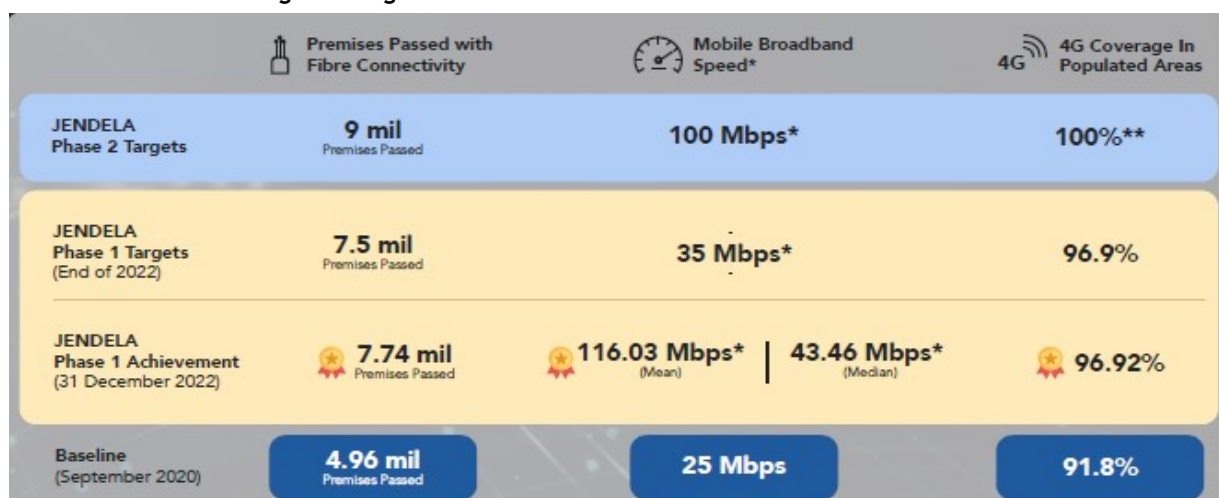 Premises Passed with
Fibre Connectivity
Mobile Broadband
Speed*
4G
4G Coverage In
Populated Areas
JENDELA
Phase 2 Targets
9 mil
Premises Passed
100 Mbps*
100%**
JENDELA
Phase 1 Targets
(End of 2022)
7.5 mil
Premises Passed
35 Mbps*
96.9%
JENDELA
Phase 1 Achievement
(31 December 2022)
7.74 mil
Premises Passed
116.03 Mbps*
(Mean)
43.46 Mbps*
(Median)
96.92%
Baseline
(September 2020)
4.96 mil
Premises Passed
25 Mbps
91.8%